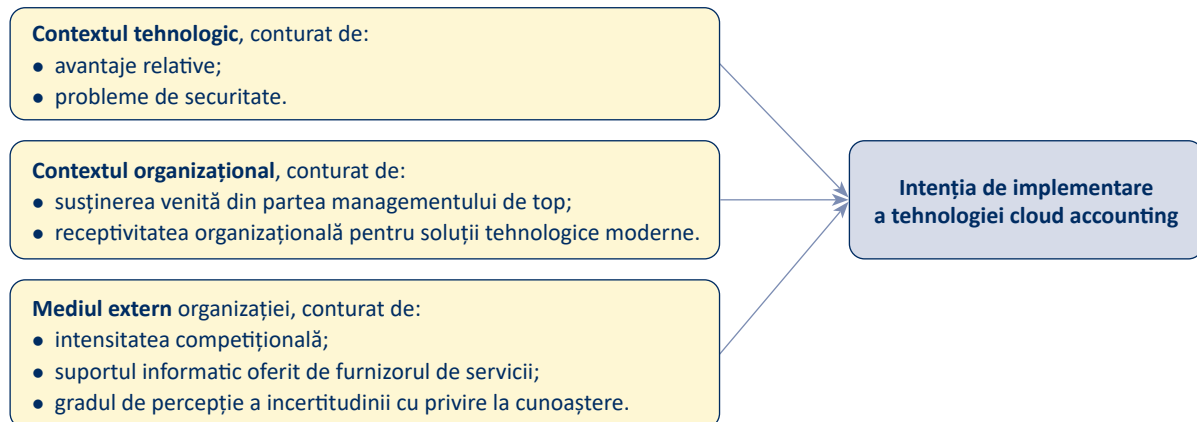 Contextul tehnologic, conturat de:
● avantaje relative;
● probleme de securitate.
Contextul organizațional, conturat de:
● susținerea venită din partea managementului de top;
● receptivitatea organizațională pentru soluții tehnologice moderne.
Mediul extern organizației, conturat de:
● intensitatea competițională;
● suportul informatic oferit de furnizorul de servicii;
● gradul de percepție a incertitudinii cu privire la cunoaștere.
Intenția de implementare
a tehnologiei cloud accounting